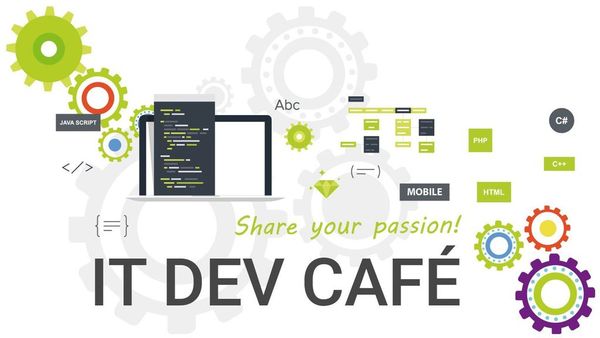 Abc
JAVA SCRIPT
C#
PHP
</>
C++
(=)
MOBILE
HTML
{=}
Share your passion!
IT DEV CAFÉ